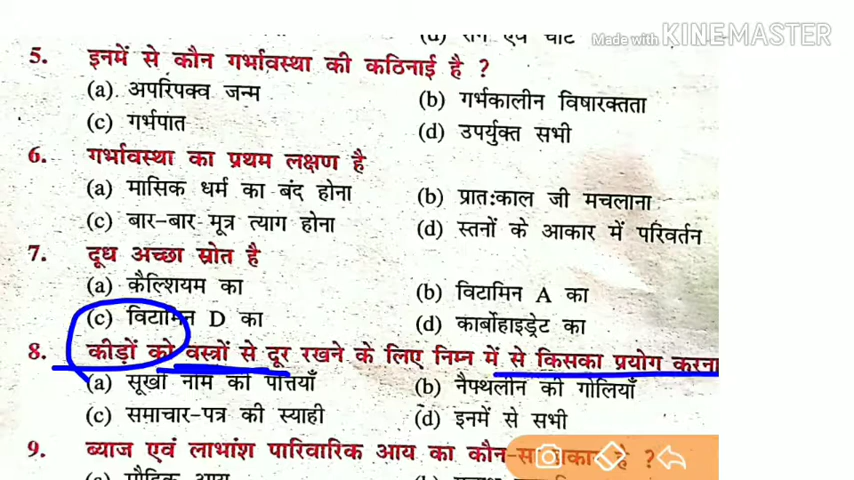 Made with KINEMASTER
5. इनमें से कौन गर्भावस्था की कठिनाई है ?
(a) अपरिपक्व जन्म (b) गर्भकालीन विषारक्तता
(c) गर्भपात (d) उपर्युक्त सभी
6. गर्भावस्था का प्रथम लक्षण है
(a) मासिक धर्म का बंद होना (b) प्रातःकाल जी मचलाना
(c) बार-बार मूत्र त्याग होना (d) स्तनों के आकार में परिवर्तन
7. दूध अच्छा स्रोत है
(a) कैल्शियम का (b) विटामिन A का
(c) विटामिन D का (d) कार्बोहाइड्रेट का
8. कीड़ों को वस्त्रों से दूर रखने के लिए निम्न में से किसका प्रयोग करना
(a) सूखी नीम की पत्तियाँ (b) नैफ्थलीन की गोलियाँ
(c) समाचार-पत्र की स्याही (d) इनमें से सभी
9. ब्याज एवं लाभांश पारिवारिक आय का कौन-सा है ?